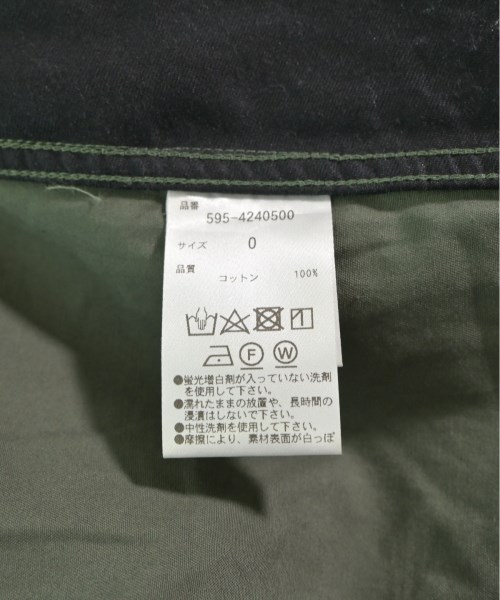 品番
595-4240500
サイズ 0
品質
コットン 100%
F W
●蛍光増白剤が入っていない洗剤
を使用して下さい。
●濡れたままの放置や、長時間の
浸漬はしないで下さい。
●中性洗剤を使用して下さい。
●摩擦により、素材表面が白っぽ